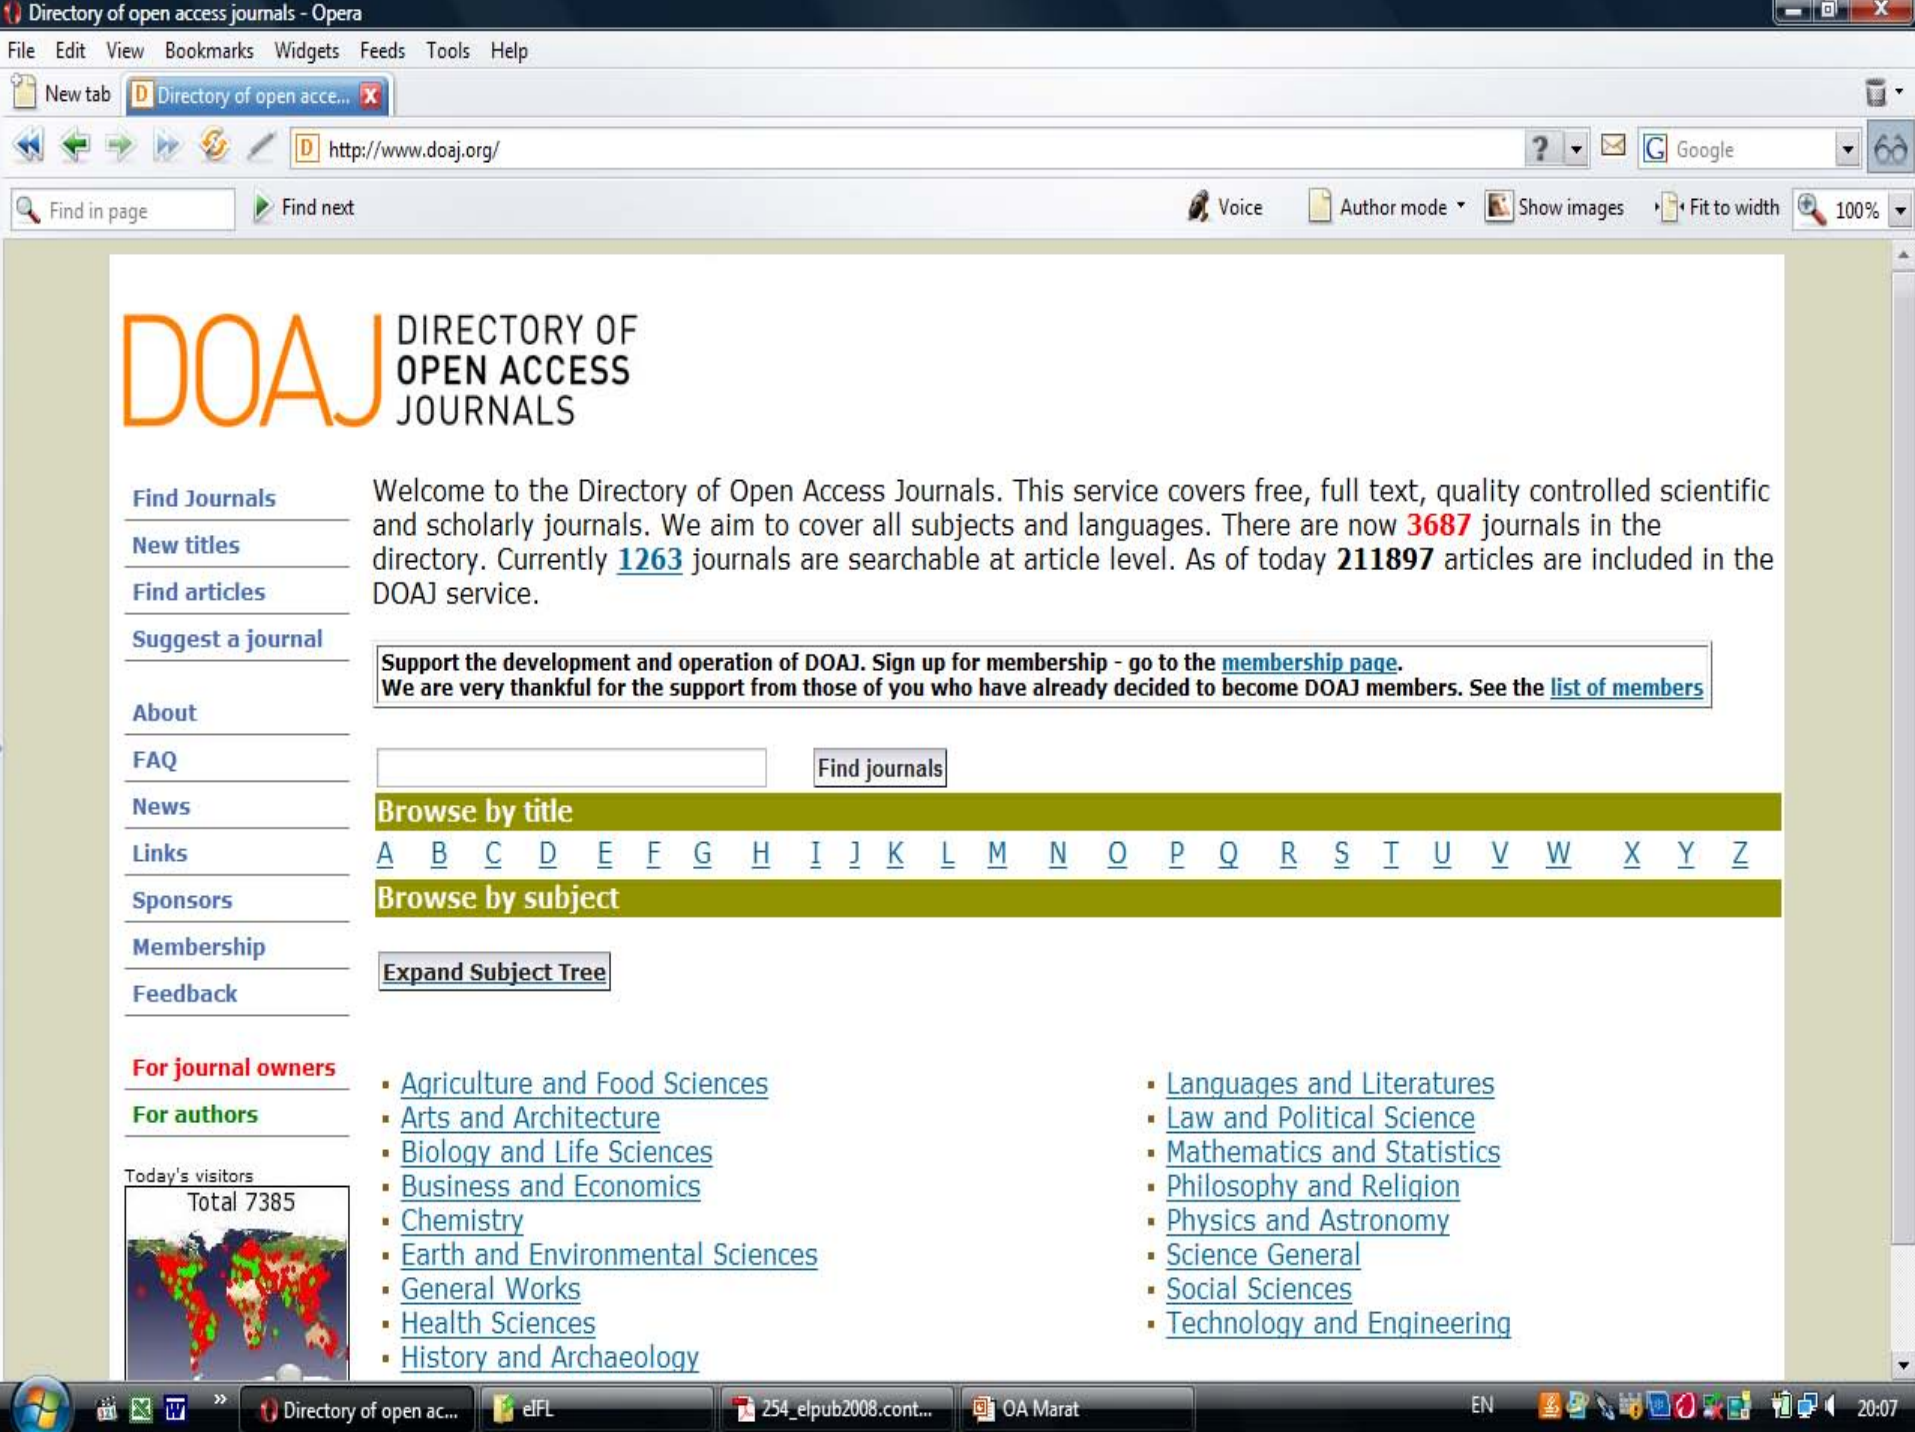 Directory of open access journals - Opera
File Edit View Bookmarks Widgets Feeds Tools Help
New tab D Directory of open acce... X
D http://www.doaj.org/ ? G Google
Find in page Find next Voice Author mode Show images Fit to width 100%
DOAJ
DIRECTORY OF
OPEN ACCESS
JOURNALS
Find Journals
New titles
Find articles
Suggest a journal
About
FAQ
News
Links
Sponsors
Membership
Feedback
For journal owners
For authors
Today's visitors
Total 7385
Welcome to the Directory of Open Access Journals. This service covers free, full text, quality controlled scientific
and scholarly journals. We aim to cover all subjects and languages. There are now 3687 journals in the
directory. Currently 1263 journals are searchable at article level. As of today 211897 articles are included in the
DOAJ service.
Support the development and operation of DOAJ. Sign up for membership - go to the membership page.
We are very thankful for the support from those of you who have already decided to become DOAJ members. See the list of members
Find journals
Browse by title
A B C D E F G H I J K L M N O P Q R S T U V W X Y Z
Browse by subject
Expand Subject Tree
Agriculture and Food Sciences
Arts and Architecture
Biology and Life Sciences
Business and Economics
Chemistry
Earth and Environmental Sciences
General Works
Health Sciences
History and Archaeology
Languages and Literatures
Law and Political Science
Mathematics and Statistics
Philosophy and Religion
Physics and Astronomy
Science General
Social Sciences
Technology and Engineering
Directory of open ac... eIFL 254_elpub2008.cont... OA Marat EN 20:07